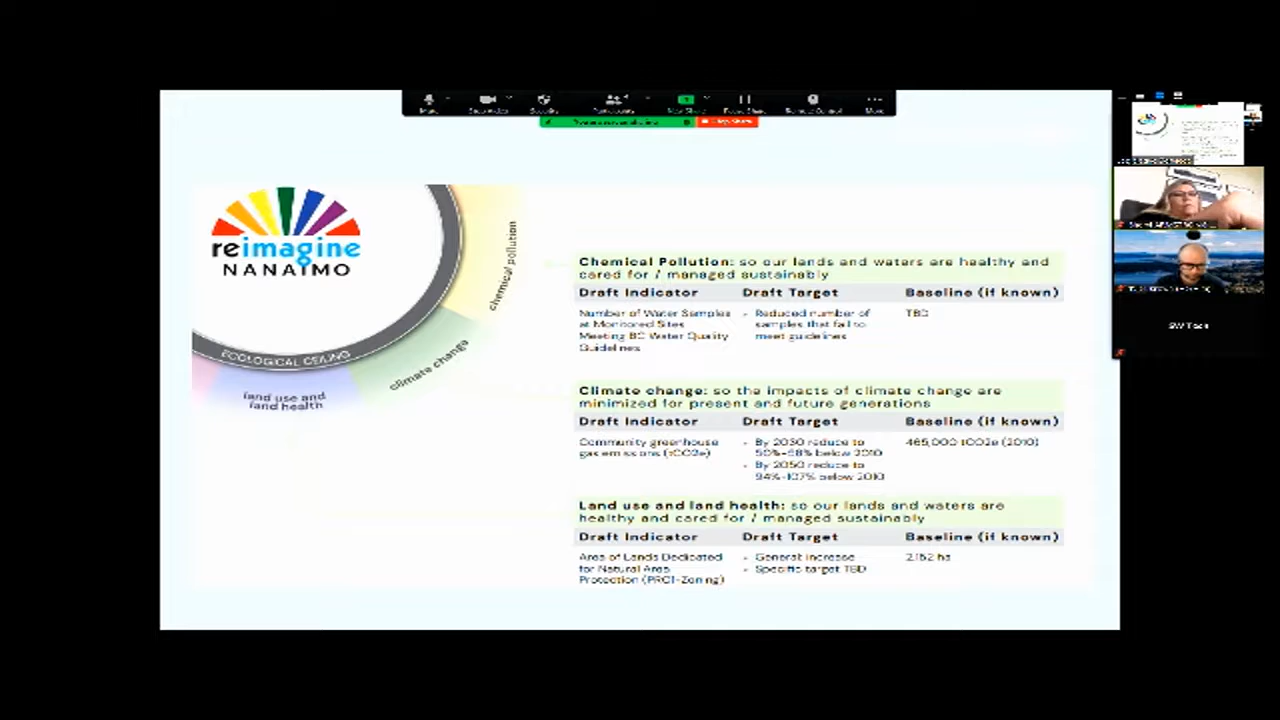 More
reimagine
NANAIMO
chemical pollution
climate change
ECOLOGICAL CEILING
land use and
land health
Chemical Pollution: so our lands and waters are healthy and
cared for / managed sustainably
Draft Indicator Draft Target Baseline (if known)
Number of Water Samples - Reduced number of TBD
at Monitored Sites samples that fail to
Meeting BC Water Quality meet guidelines
Guidelines
Climate change: so the impacts of climate change are
minimized for present and future generations
Draft Indicator Draft Target Baseline (if known)
Community greenhouse - By 2030 reduce to 465,000 tCO2e (2010)
gas emissions (tCO2e) 50%-58% below 2010
- By 2050 reduce to
94%-107% below 2010
Land use and land health: so our lands and waters are
healthy and cared for / managed sustainably
Draft Indicator Draft Target Baseline (if known)
Area of Lands Dedicated - General increase
for Natural Area - Specific target TBD
Protection (PRC1-Zoning)
SW Tech